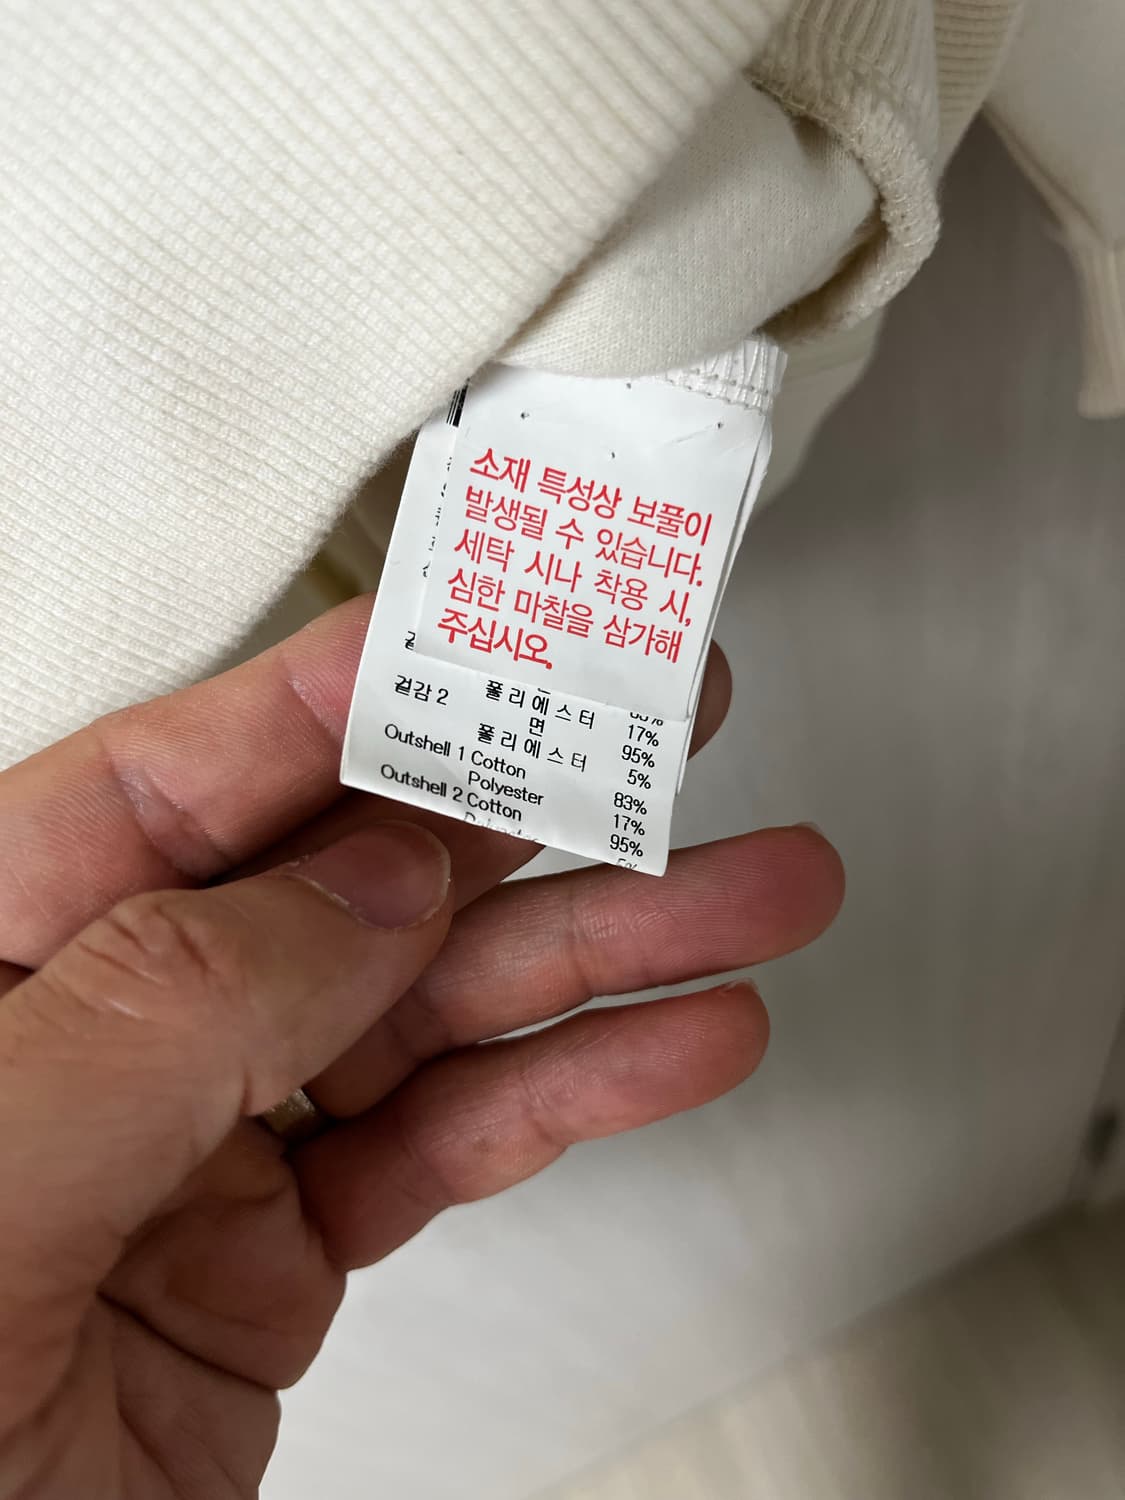 소재 특성상 보풀이
발생될 수 있습니다.
세탁 시나 착용 시,
심한 마찰을 삼가해
주십시오.
겉감 2 폴리에스터 17%
면 95%
폴리에스터 5%
Outshell 1 Cotton 83%
Polyester 17%
Outshell 2 Cotton 95%